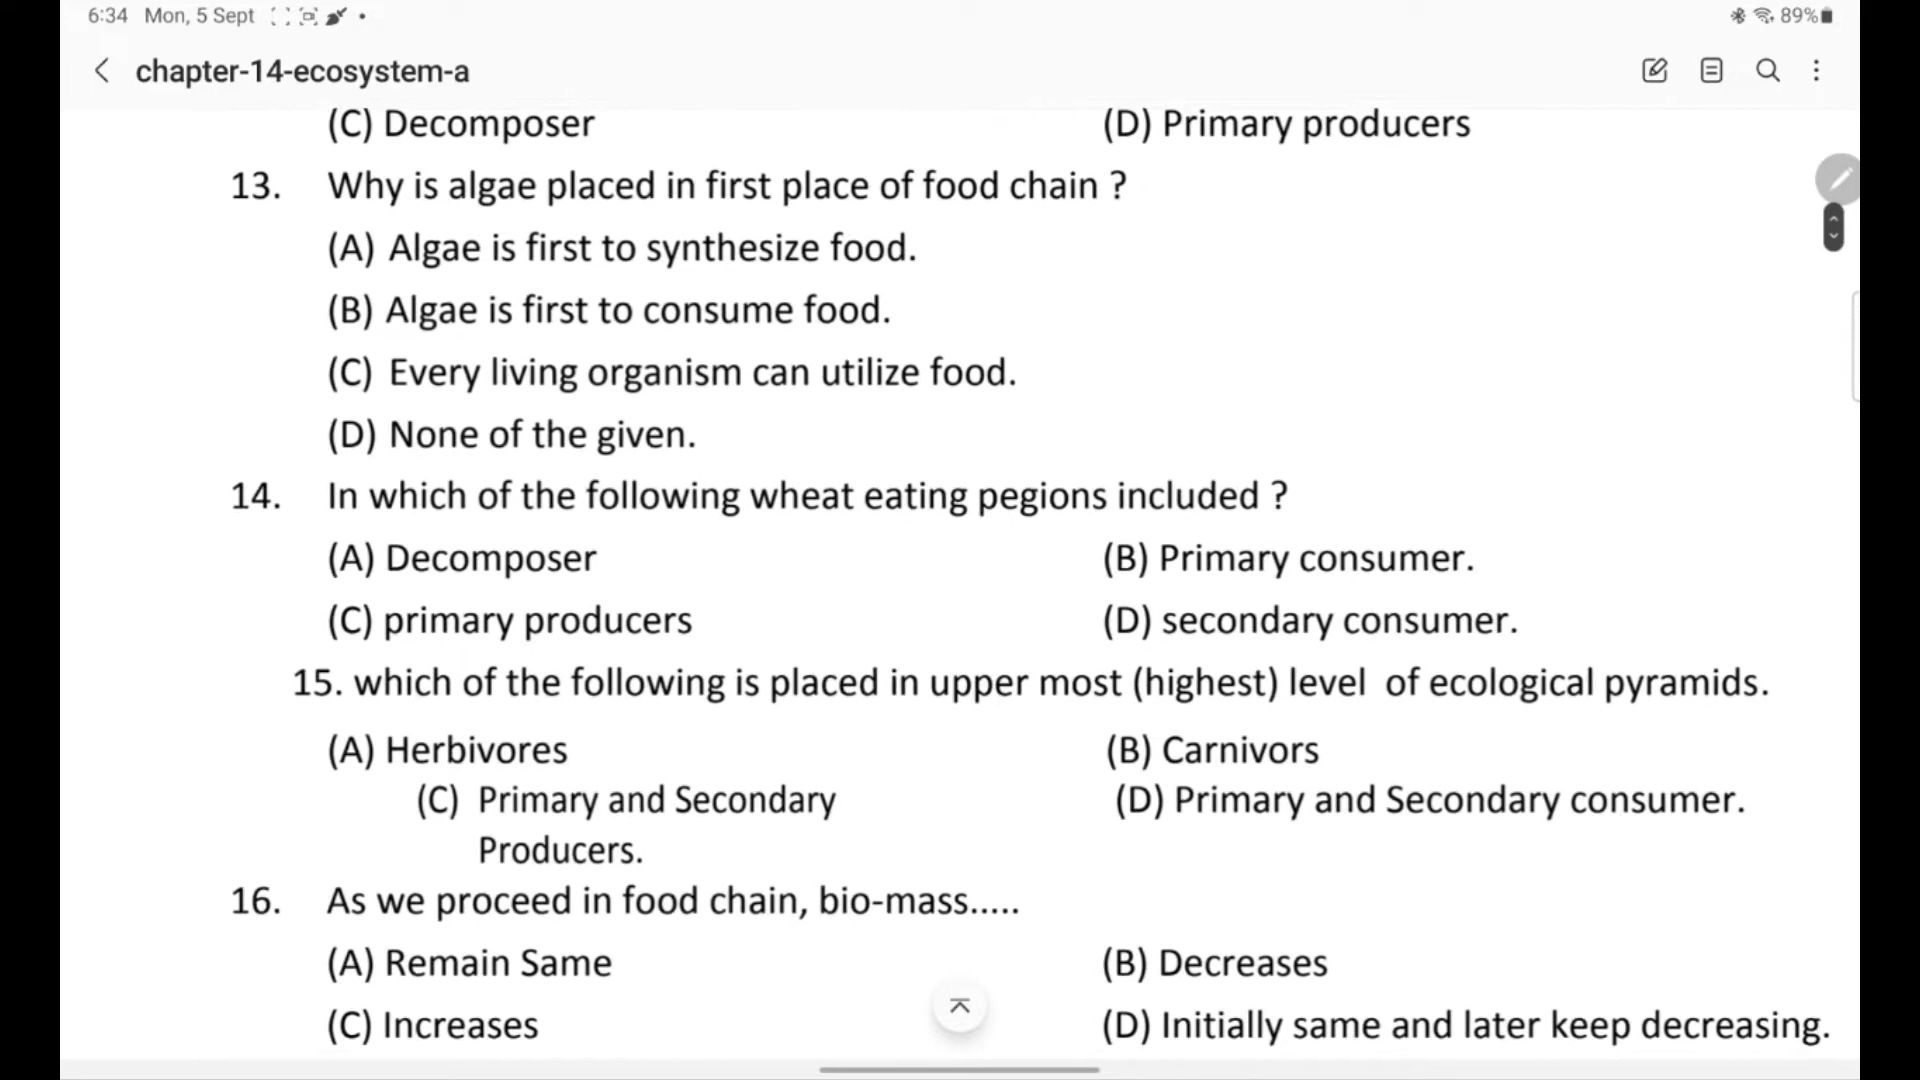 6:34 Mon, 5 Sept
89%
chapter-14-ecosystem-a
(C) Decomposer (D) Primary producers
13. Why is algae placed in first place of food chain ?
(A) Algae is first to synthesize food.
(B) Algae is first to consume food.
(C) Every living organism can utilize food.
(D) None of the given.
14. In which of the following wheat eating pegions included ?
(A) Decomposer (B) Primary consumer.
(C) primary producers (D) secondary consumer.
15. which of the following is placed in upper most (highest) level of ecological pyramids.
(A) Herbivores (B) Carnivors
(C) Primary and Secondary (D) Primary and Secondary consumer.
Producers.
16. As we proceed in food chain, bio-mass.....
(A) Remain Same (B) Decreases
(C) Increases (D) Initially same and later keep decreasing.